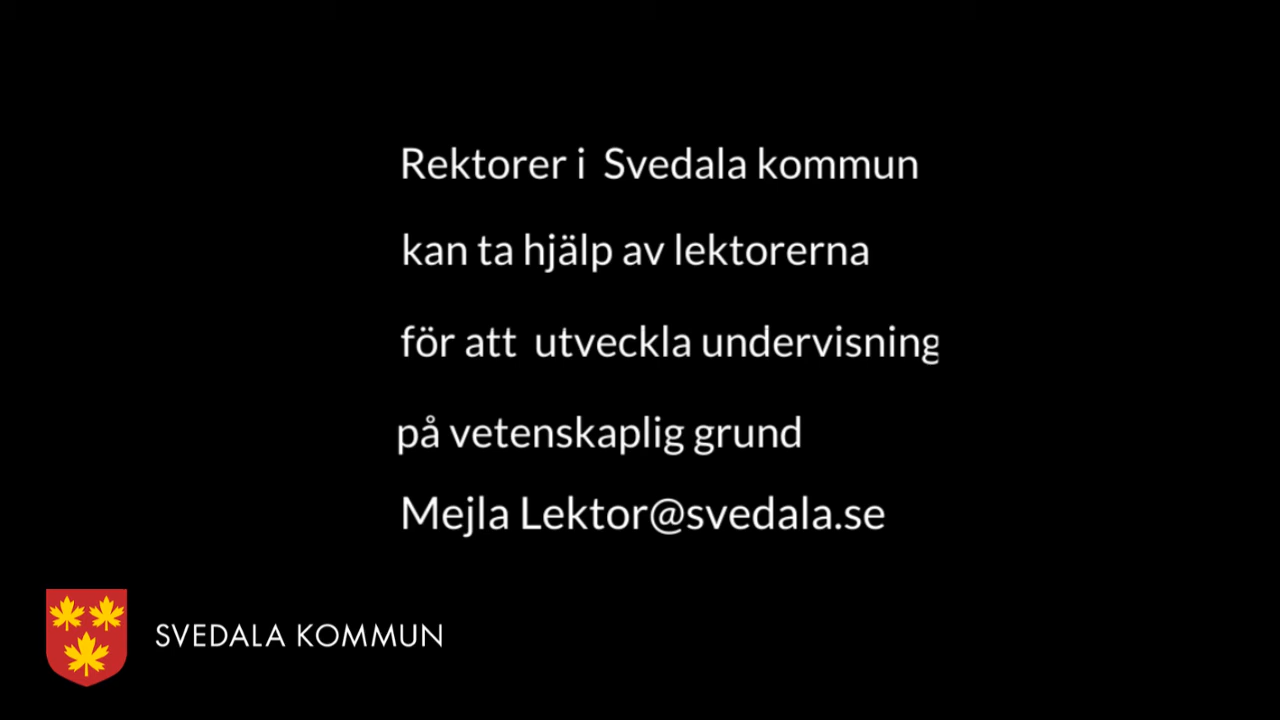 Rektorer i Svedala kommun
kan ta hjälp av lektorerna
för att utveckla undervisning
på vetenskaplig grund
Mejla Lektor@svedala.se
SVEDALA KOMMUN